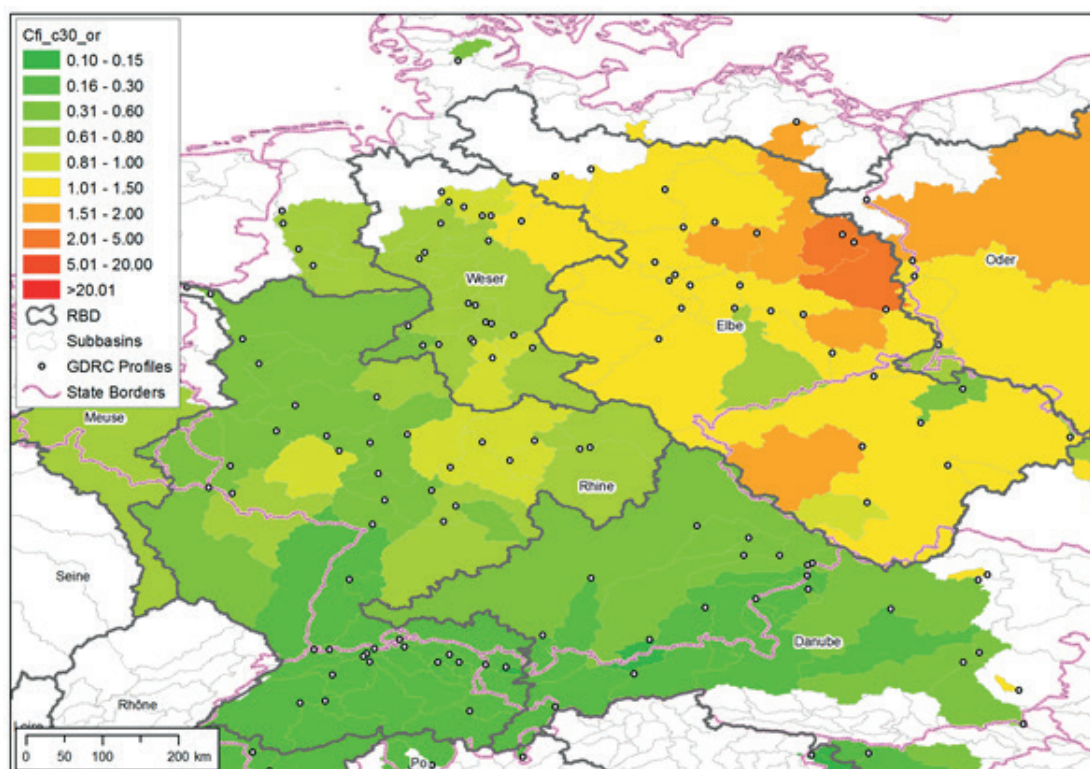 Cfi_c30_or
0.10 - 0.15
0.16 - 0.30
0.31 - 0.60
0.61 - 0.80
0.81 - 1.00
1.01 - 1.50
1.51 - 2.00
2.01 - 5.00
5.01 - 20.00
>20.01
RBD
Subbasins
GDRC Profiles
State Borders
Oder
Weser
Elbe
Meuse
Rhine
Seine
Danube
Rhône
Loire
Po
0 50 100 200 km